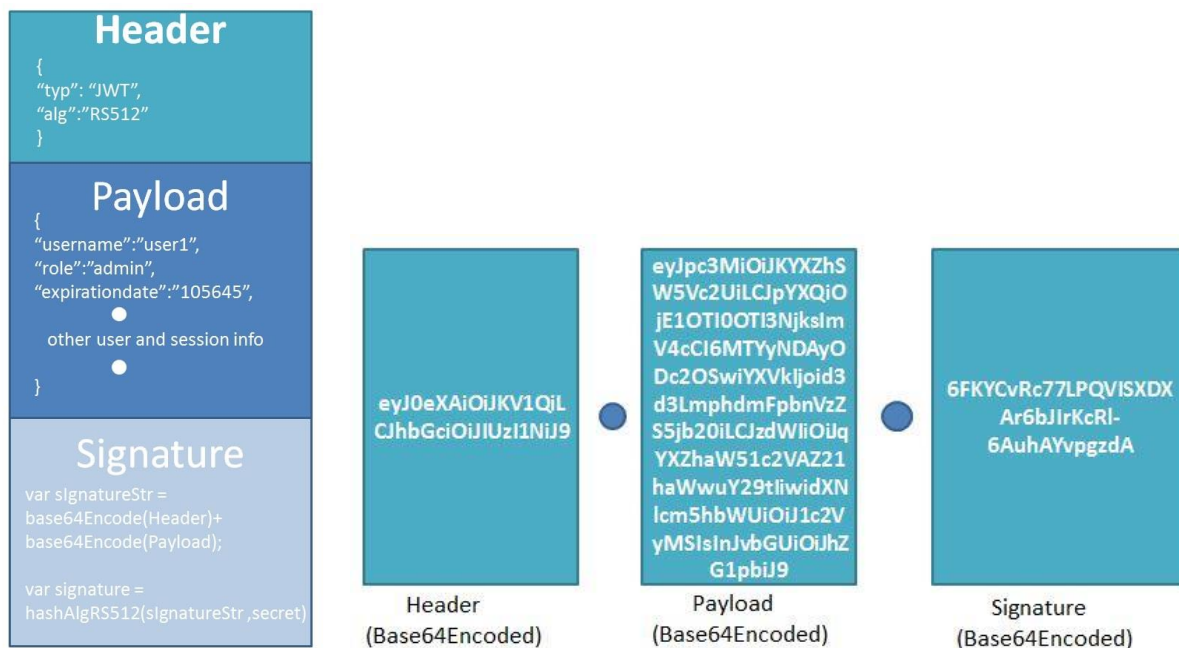 Header
{
“typ”: “JWT”,
“alg”:”RS512”
}
Payload
{
“username”:”user1”,
“role”:”admin”,
“expirationdate”:”105645”,
other user and session info
}
Signature
var sIgnatureStr =
base64Encode(Header)+
base64Encode(Payload);
var signature =
hashAlgRS512(sIgnatureStr ,secret)
eyJ0eXAiOiJKV1QiL
CJhbGciOiJIUzI1NiJ9
Header
(Base64Encoded)
eyJpc3MiOiJKYXZhS
W5Vc2UiLCJpYXQiO
jE1OTI0OTI3NjksIm
V4cCI6MTYyNDAyO
Dc2OSwiYXVkIjoid3
d3LmphdmFpbnVzZ
S5jb20iLCJzdWIiOiJq
YXZhaW51c2VAZ21
haWwuY29tIiwidXN
lcm5hbWUiOiJ1c2V
yMSIsInJvbGUiOiJhZ
G1pbiJ9
Payload
(Base64Encoded)
6FKYCvRc77LPQVISXDX
Ar6bJIrKcRl-
6AuhAYvpgzdA
Signature
(Base64Encoded)